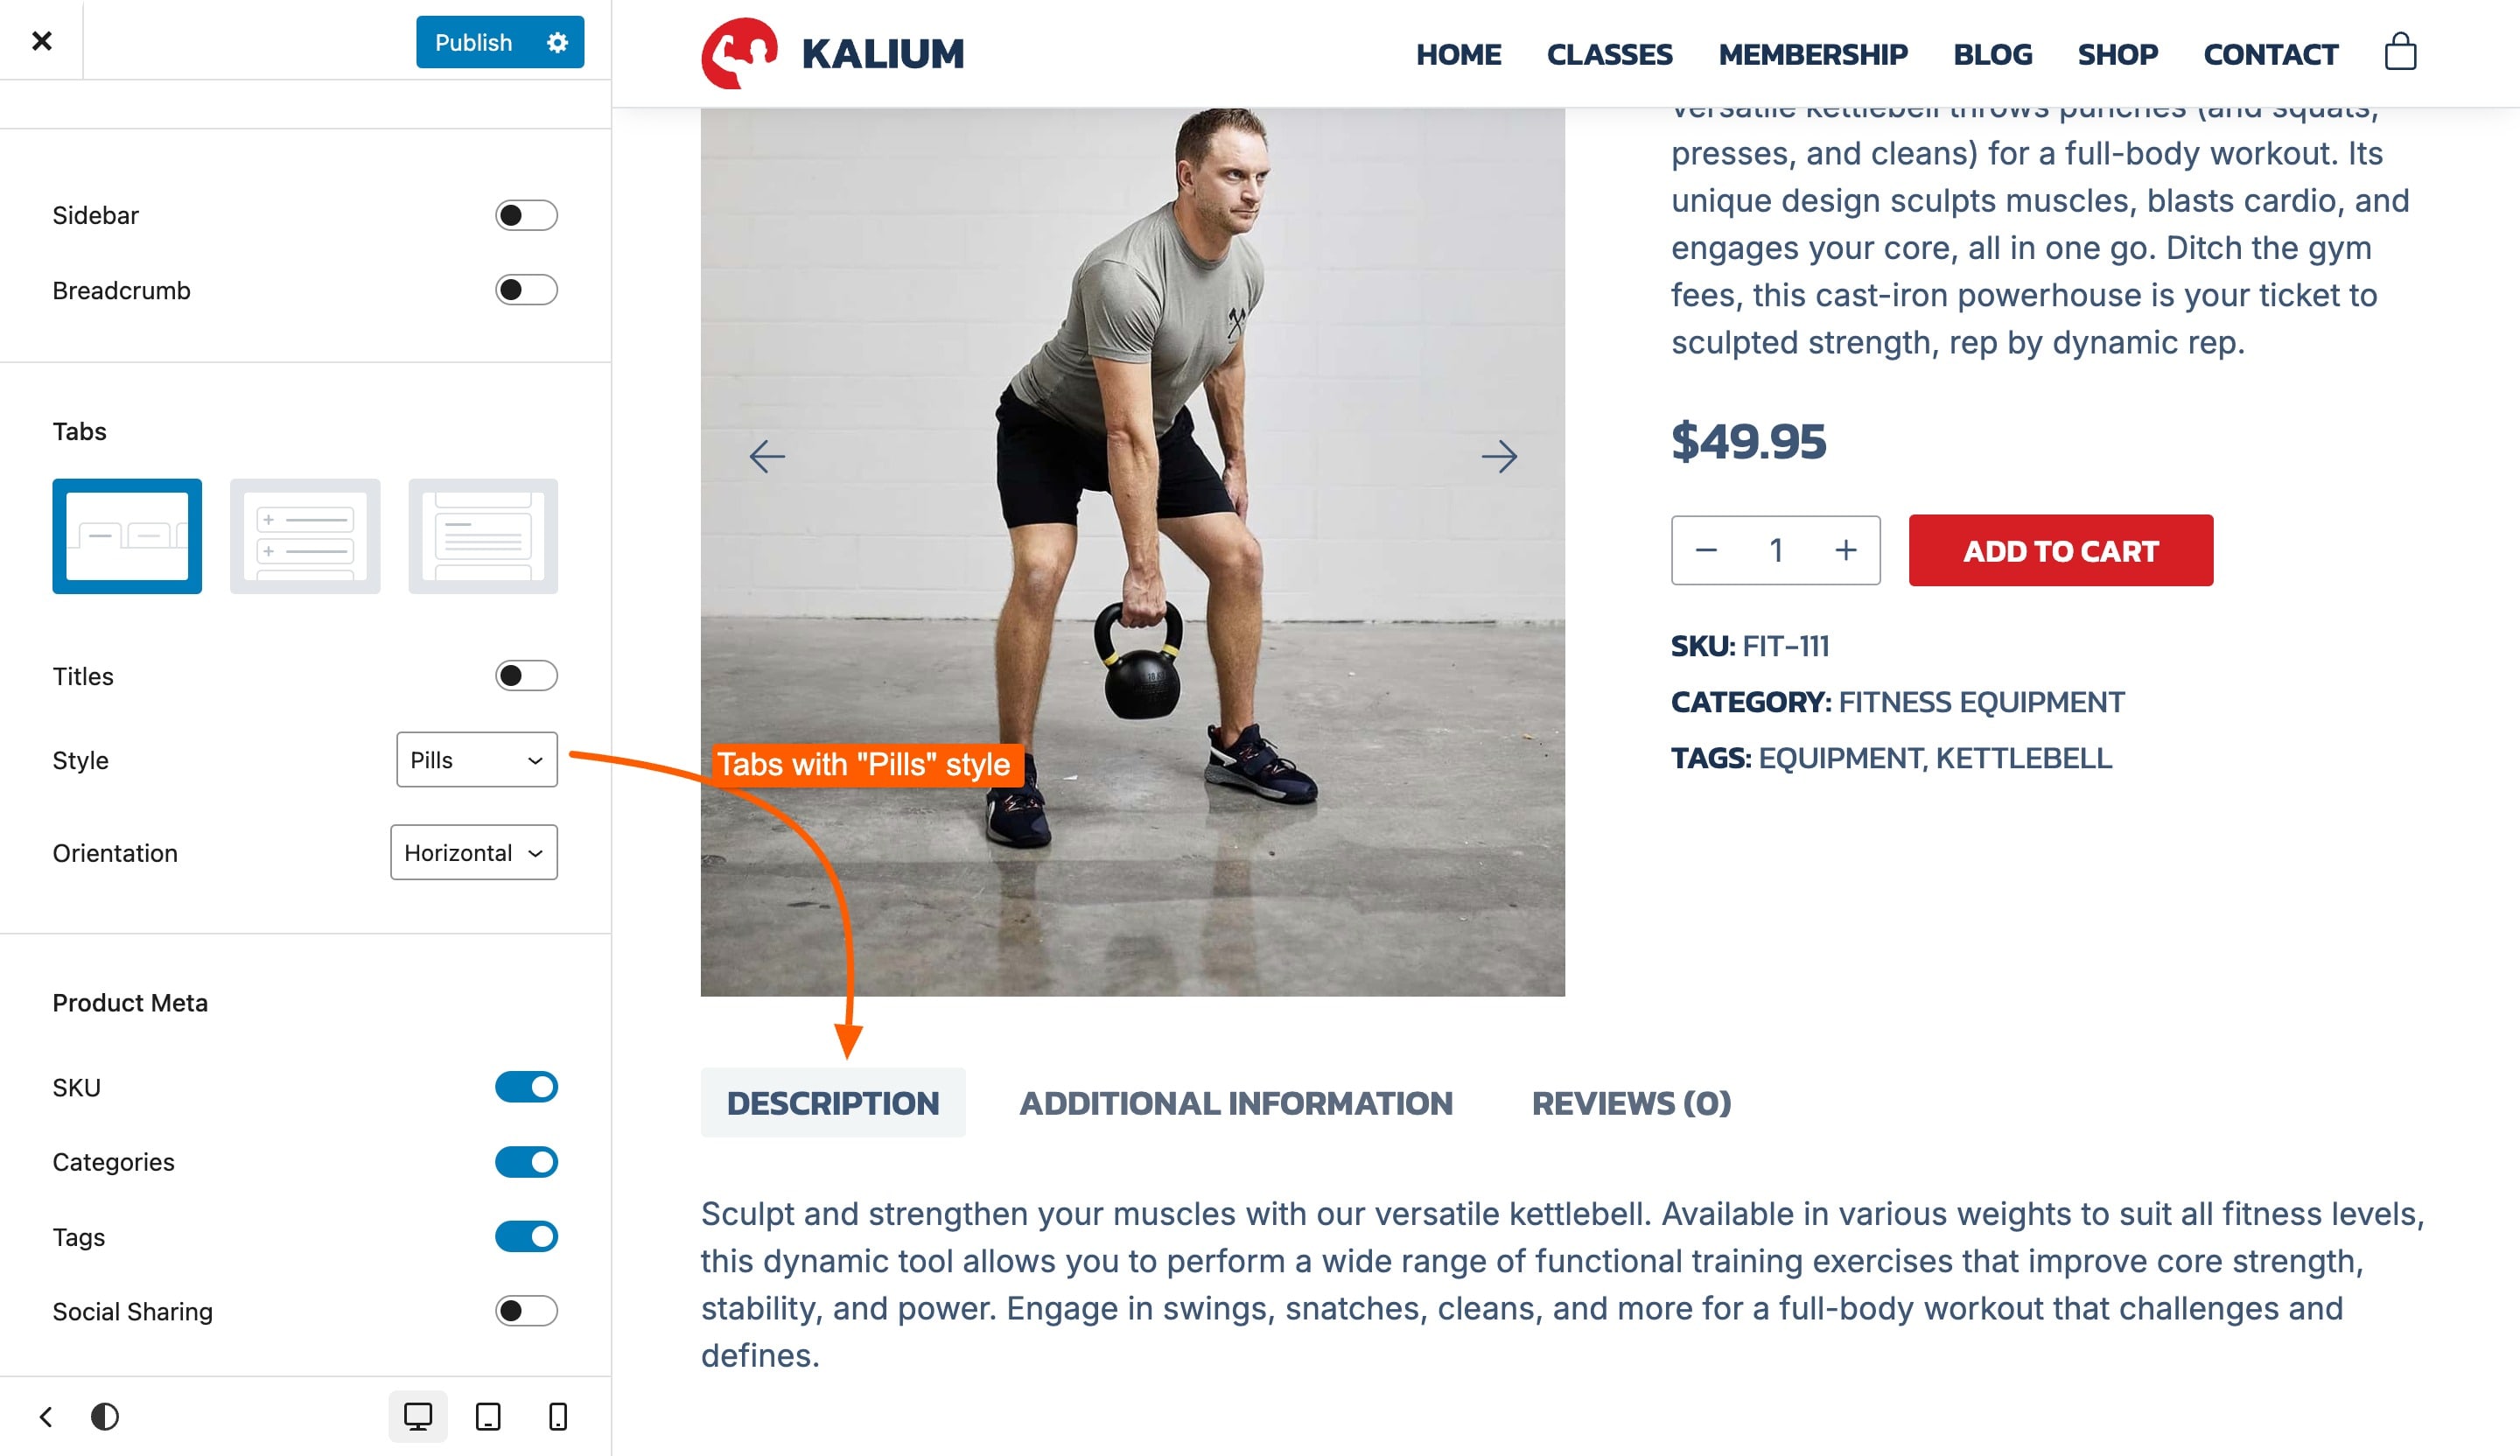 Publish
Sidebar
Breadcrumb
Tabs
Titles
Style
Pills
Orientation
Horizontal
Product Meta
SKU
Categories
Tags
Social Sharing
KALIUM
HOME
CLASSES
MEMBERSHIP
BLOG
SHOP
CONTACT
versatile kettlebell throws punches (and squats,
presses, and cleans) for a full-body workout. Its
unique design sculpts muscles, blasts cardio, and
engages your core, all in one go. Ditch the gym
fees, this cast-iron powerhouse is your ticket to
sculpted strength, rep by dynamic rep.
$49.95
− 1 +
ADD TO CART
SKU: FIT-111
CATEGORY: FITNESS EQUIPMENT
TAGS: EQUIPMENT, KETTLEBELL
Tabs with "Pills" style
DESCRIPTION
ADDITIONAL INFORMATION
REVIEWS (0)
Sculpt and strengthen your muscles with our versatile kettlebell. Available in various weights to suit all fitness levels,
this dynamic tool allows you to perform a wide range of functional training exercises that improve core strength,
stability, and power. Engage in swings, snatches, cleans, and more for a full-body workout that challenges and
defines.